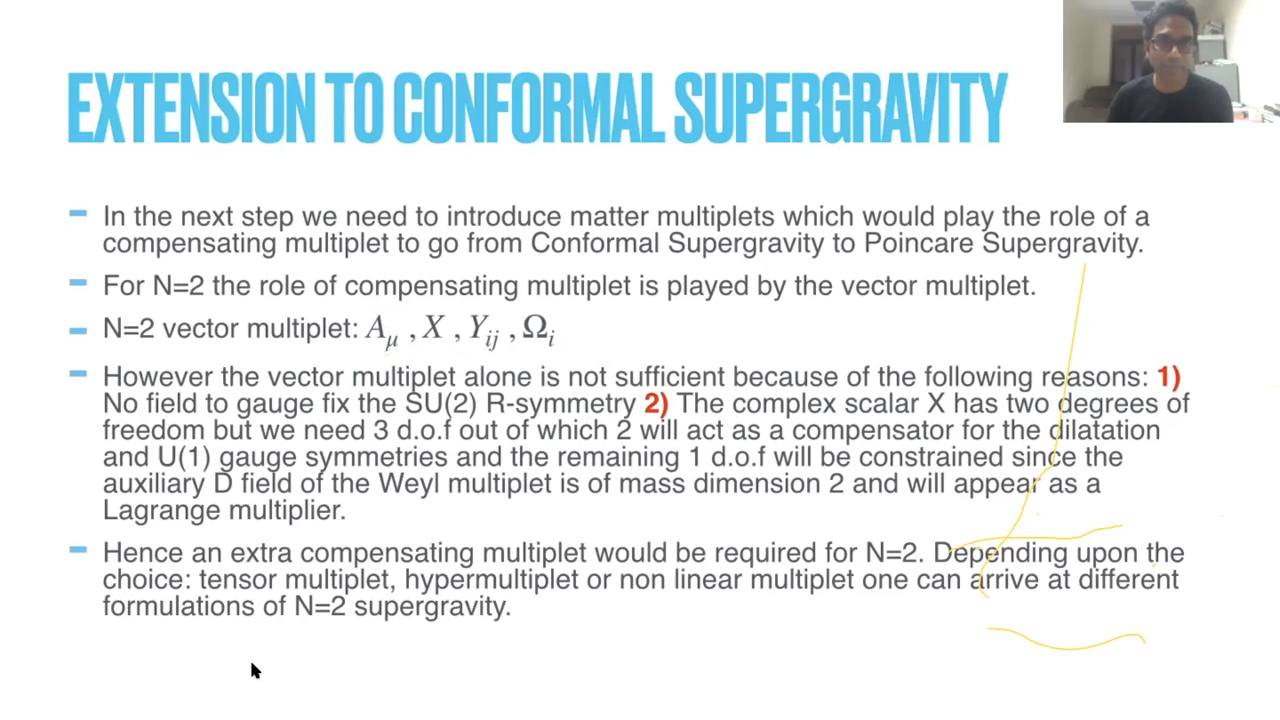 EXTENSION TO CONFORMAL SUPERGRAVITY
In the next step we need to introduce matter multiplets which would play the role of a
compensating multiplet to go from Conformal Supergravity to Poincare Supergravity.
For N=2 the role of compensating multiplet is played by the vector multiplet.
N=2 vector multiplet: A_μ , X , Y_{ij} , Ω_i
However the vector multiplet alone is not sufficient because of the following reasons: 1)
No field to gauge fix the SU(2) R-symmetry 2) The complex scalar X has two degrees of
freedom but we need 3 d.o.f out of which 2 will act as a compensator for the dilatation
and U(1) gauge symmetries and the remaining 1 d.o.f will be constrained since the
auxiliary D field of the Weyl multiplet is of mass dimension 2 and will appear as a
Lagrange multiplier.
Hence an extra compensating multiplet would be required for N=2. Depending upon the
choice: tensor multiplet, hypermultiplet or non linear multiplet one can arrive at different
formulations of N=2 supergravity.